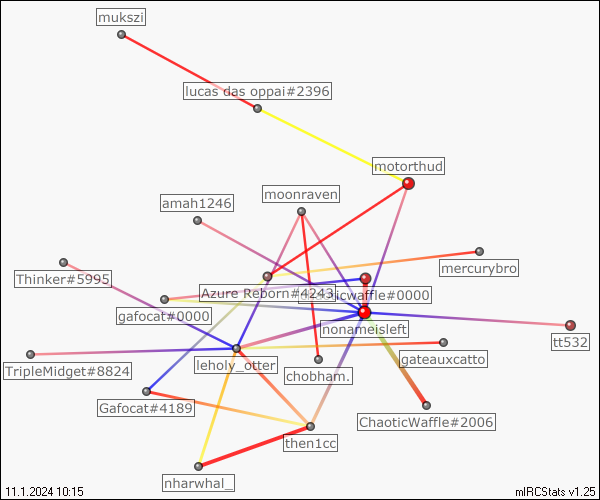 mukszi
lucas das oppai#2396
motorthud
moonraven
amah1246
mercurybro
Thinker#5995
Azure Reborn#4243
waffle#0000
gafocat#0000
nonameisleft
tt532
leholy_otter
gateauxcatto
TripleMidget#8824
chobham.
Gafocat#4189
ChaoticWaffle#2006
then1cc
nharwhal_
11.1.2024 10:15
mIRCStats v1.25